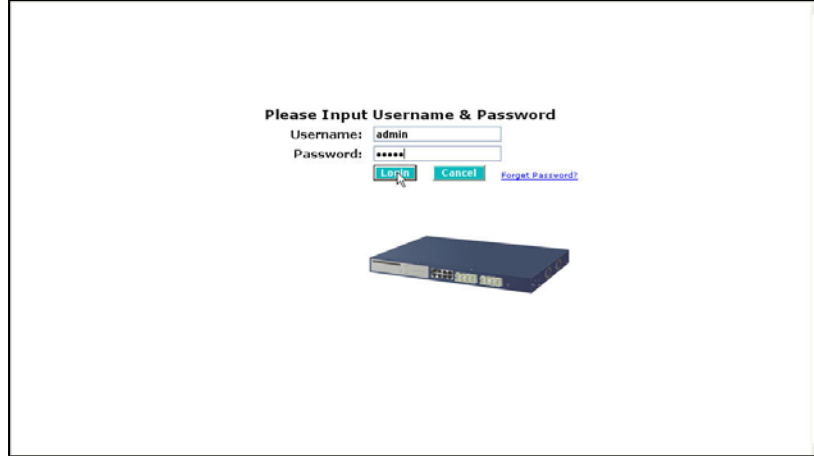 Please Input Username & Password
Username: admin
Password: •••••
Login Cancel Forget Password?